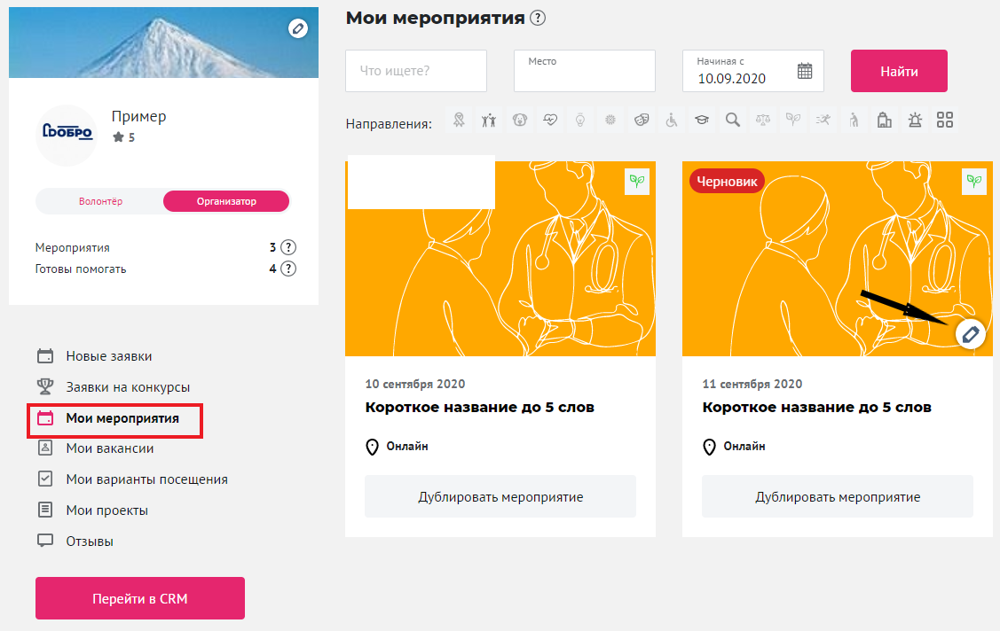 Мои мероприятия ?
Что ищете?
Место
Начиная с
10.09.2020
Найти
Направления:
ДОБРО
Пример
5
Волонтёр
Организатор
Мероприятия 3 ?
Готовы помогать 4 ?
Новые заявки
Заявки на конкурсы
Мои мероприятия
Мои вакансии
Мои варианты посещения
Мои проекты
Отзывы
Перейти в CRM
10 сентября 2020
Короткое название до 5 слов
Онлайн
Дублировать мероприятие
Черновик
11 сентября 2020
Короткое название до 5 слов
Онлайн
Дублировать мероприятие